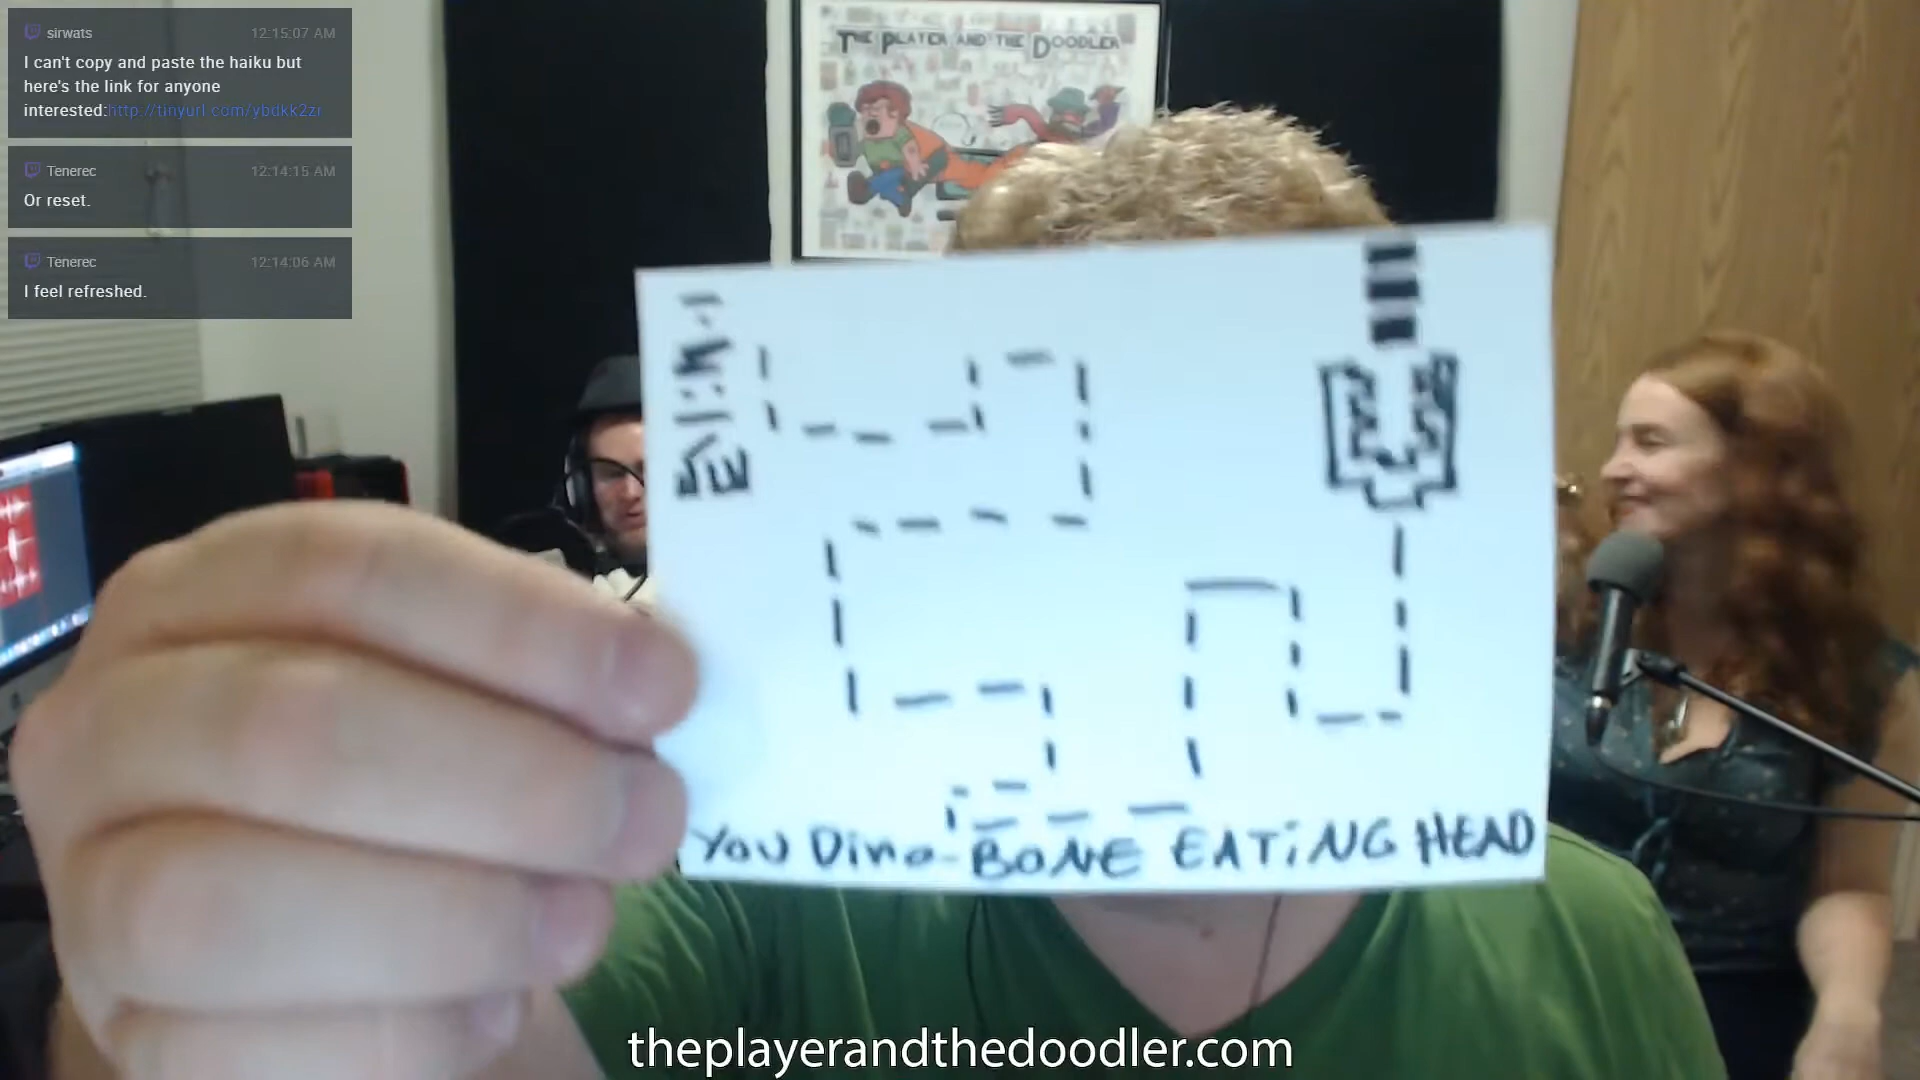 sirwats 12:15:07 AM
I can't copy and paste the haiku but
here's the link for anyone
interested:http://tinyurl.com/ybdkk2zr
Tenerec 12:14:15 AM
Or reset.
Tenerec 12:14:06 AM
I feel refreshed.
THE PLAYER AND THE DOODLER
YOU Dino-BONE EATING HEAD
theplayerandthedoodler.com